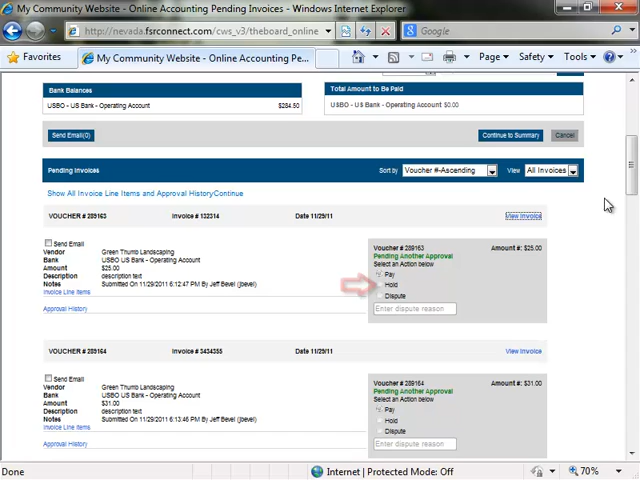 My Community Website - Online Accounting Pending Invoices - Windows Internet Explorer
http://nevada.fsrconnect.com/cws_v3/theboard_online
Google
Favorites
My Community Website - Online Accounting Pe...
Page
Safety
Tools
Bank Balances
Total Amount to Be Paid
USBO - US Bank - Operating Account $284.50
USBO - US Bank - Operating Account $0.00
Send Email(0)
Continue to Summary
Cancel
Pending Invoices
Sort by Voucher #-Ascending
View All Invoices
Show All Invoice Line Items and Approval HistoryContinue
VOUCHER # 289163 Invoice # 132314 Date 11/29/11 View Invoice
Send Email
Vendor Green Thumb Landscaping
Bank USBO US Bank - Operating Account
Amount $25.00
Description description text
Notes Submitted On 11/29/2011 6:12:47 PM By Jeff Bevel (jbevel)
Invoice Line Items
Approval History
Voucher # 289163 Amount #: $25.00
Pending Another Approval
Select an Action below
Pay
Hold
Dispute
Enter dispute reason
VOUCHER # 289164 Invoice # 3434355 Date 11/29/11 View Invoice
Send Email
Vendor Green Thumb Landscaping
Bank USBO US Bank - Operating Account
Amount $31.00
Description description text
Notes Submitted On 11/29/2011 6:13:46 PM By Jeff Bevel (jbevel)
Invoice Line Items
Approval History
Voucher # 289164 Amount #: $31.00
Pending Another Approval
Select an Action below
Pay
Hold
Dispute
Enter dispute reason
Done
Internet | Protected Mode: Off
70%